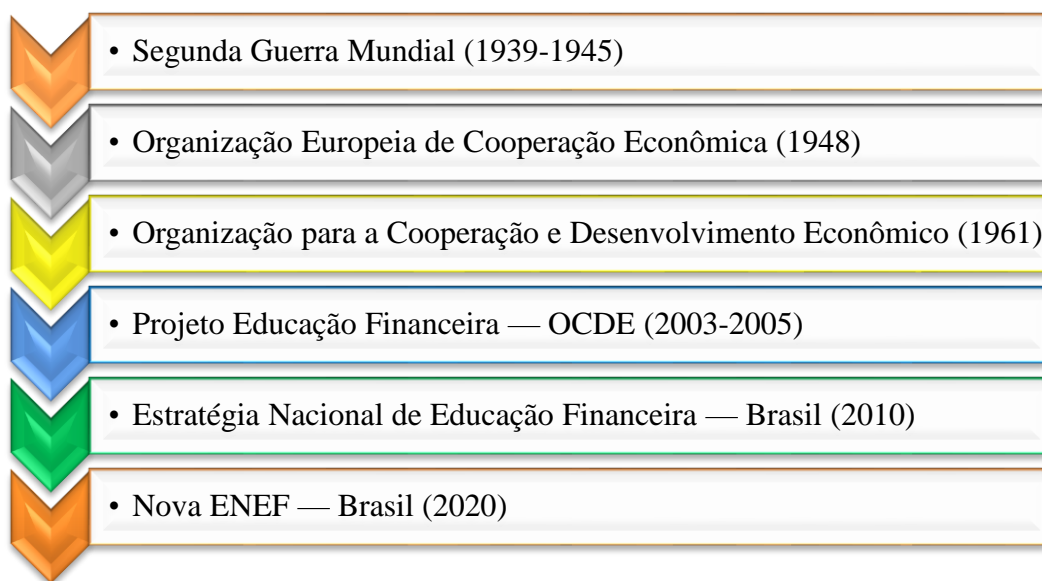 • Segunda Guerra Mundial (1939-1945)
• Organização Europeia de Cooperação Econômica (1948)
• Organização para a Cooperação e Desenvolvimento Econômico (1961)
• Projeto Educação Financeira — OCDE (2003-2005)
• Estratégia Nacional de Educação Financeira — Brasil (2010)
• Nova ENEF — Brasil (2020)